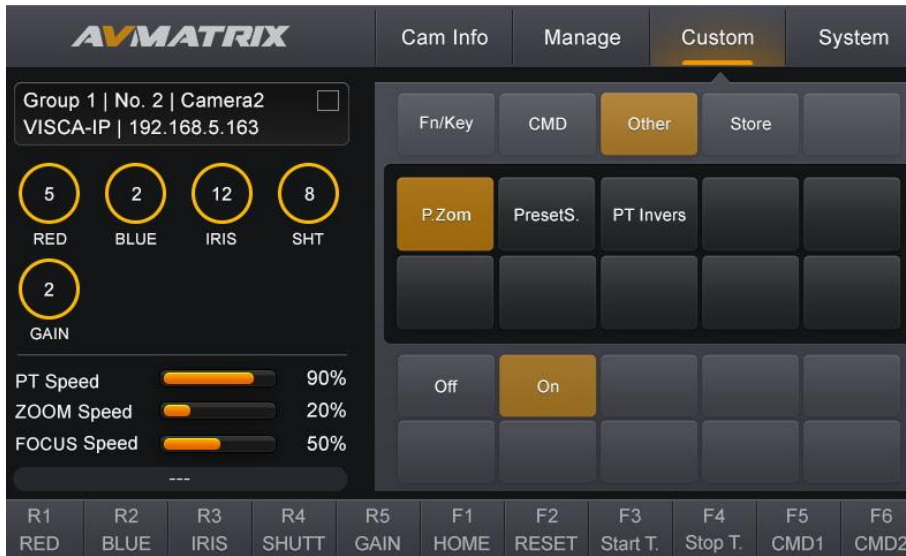 AVMATRIX
Cam Info Manage Custom System
Group 1 | No. 2 | Camera2
VISCA-IP | 192.168.5.163
Fn/Key CMD Other Store
5 2 12 8
RED BLUE IRIS SHT
P.Zom PresetS. PT Invers
2
GAIN
PT Speed 90%
ZOOM Speed 20%
FOCUS Speed 50%
---
Off On
R1 R2 R3 R4 R5 F1 F2 F3 F4 F5 F6
RED BLUE IRIS SHUTT GAIN HOME RESET Start T. Stop T. CMD1 CMD2